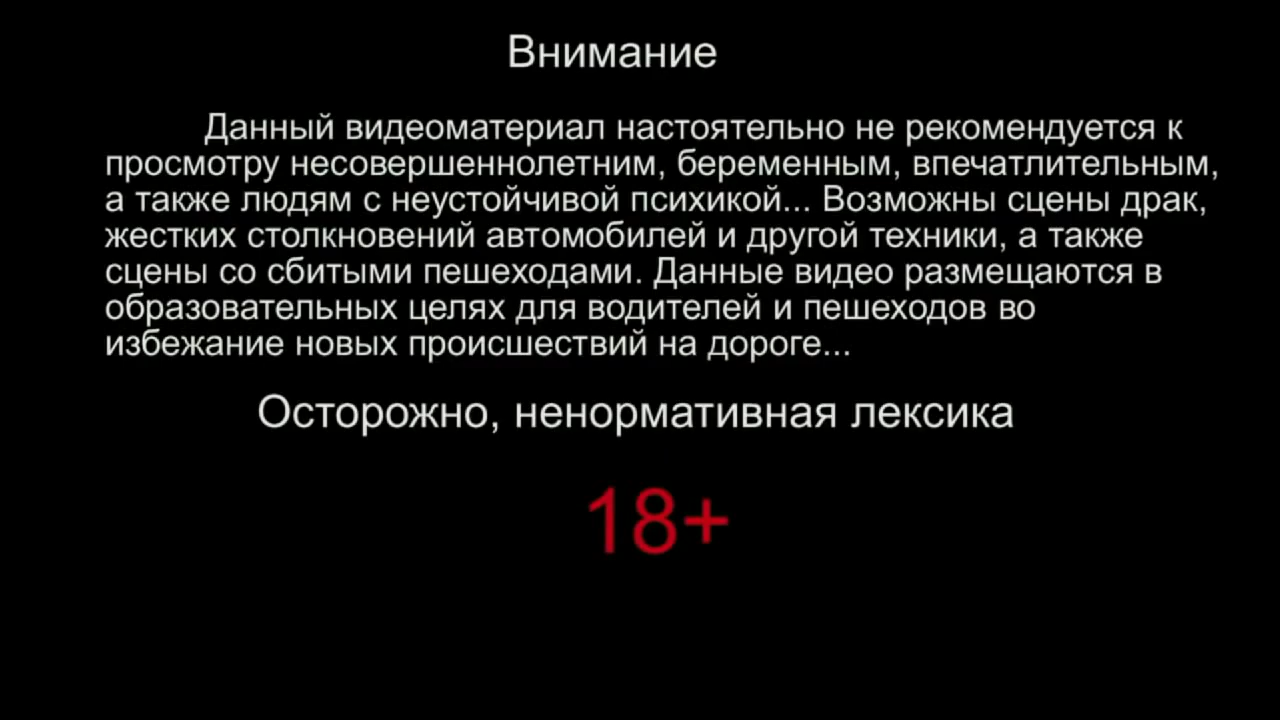 Внимание
Данный видеоматериал настоятельно не рекомендуется к
просмотру несовершеннолетним, беременным, впечатлительным,
а также людям с неустойчивой психикой... Возможны сцены драк,
жестких столкновений автомобилей и другой техники, а также
сцены со сбитыми пешеходами. Данные видео размещаются в
образовательных целях для водителей и пешеходов во
избежание новых происшествий на дороге...
Осторожно, ненормативная лексика
18+